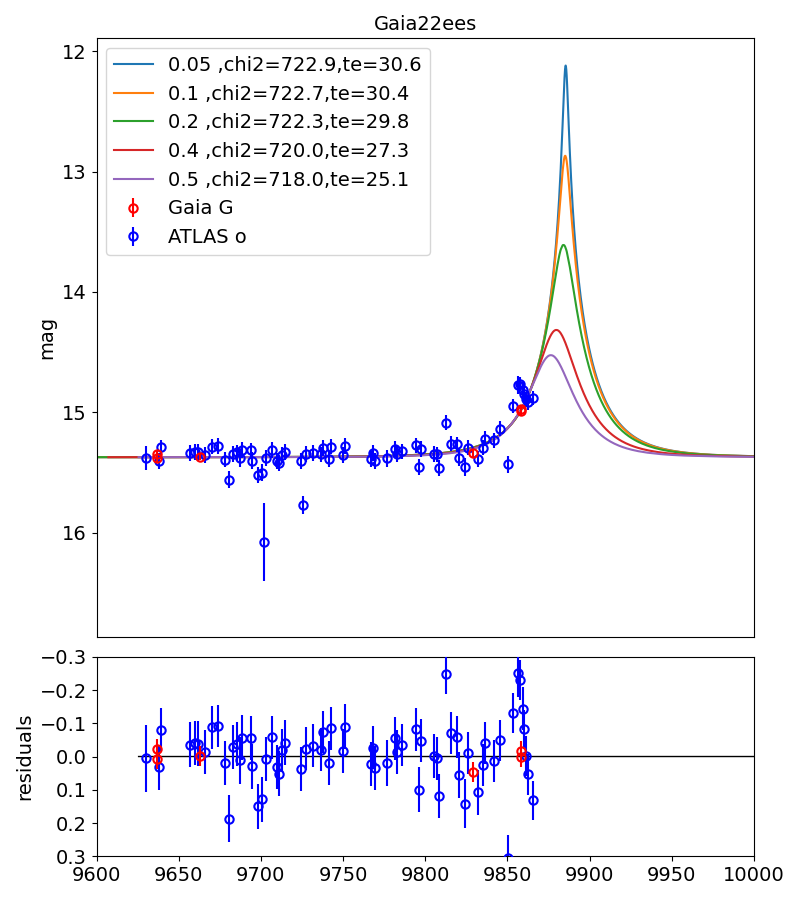 Gaia22ees
12
13
14
15
16
mag
0.05 ,chi2=722.9,te=30.6
0.1 ,chi2=722.7,te=30.4
0.2 ,chi2=722.3,te=29.8
0.4 ,chi2=720.0,te=27.3
0.5 ,chi2=718.0,te=25.1
Gaia G
ATLAS o
−0.3
−0.2
−0.1
0.0
0.1
0.2
0.3
residuals
9600 9650 9700 9750 9800 9850 9900 9950 10000